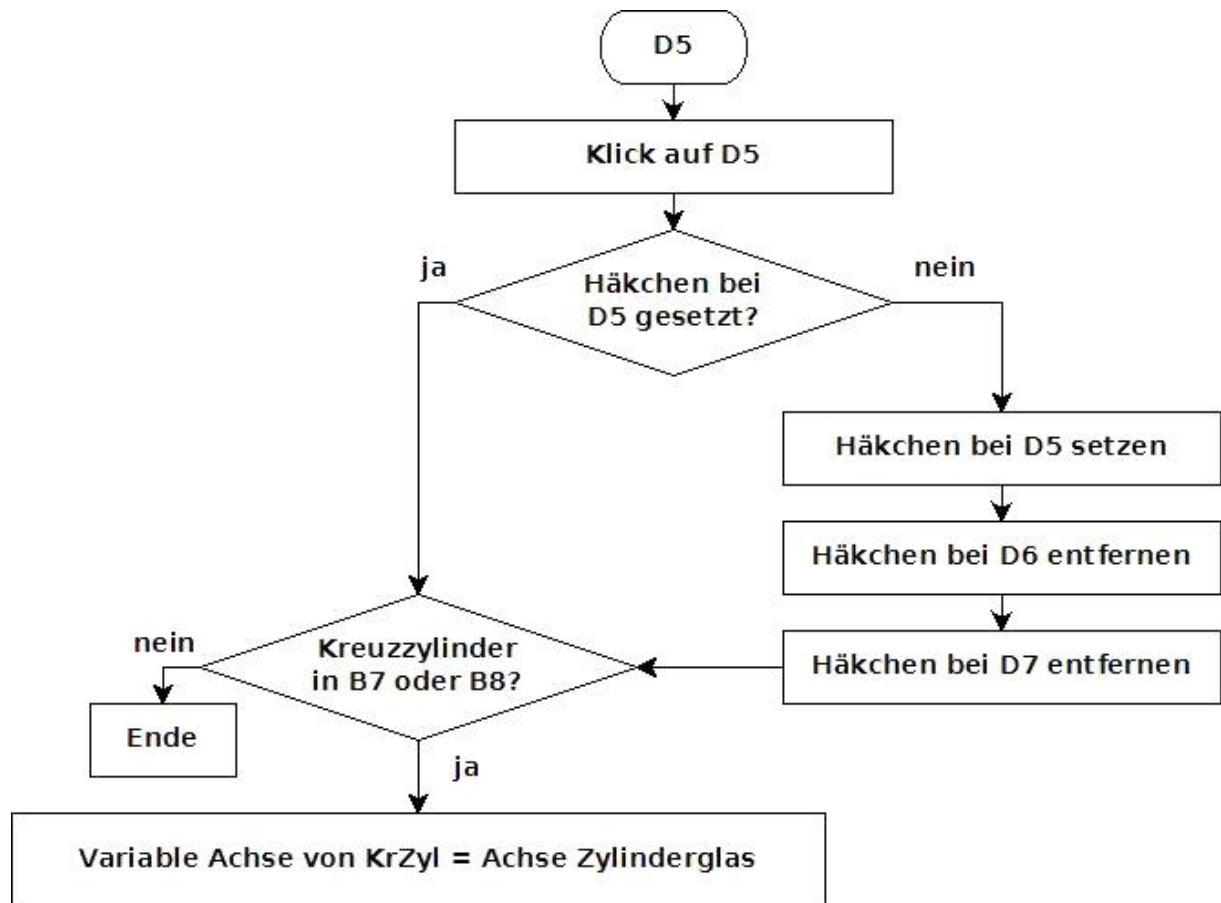 D5
Klick auf D5
ja
nein
Häkchen bei
D5 gesetzt?
Häkchen bei D5 setzen
Häkchen bei D6 entfernen
Häkchen bei D7 entfernen
nein
Kreuzzylinder
in B7 oder B8?
Ende
ja
Variable Achse von KrZyl = Achse Zylinderglas